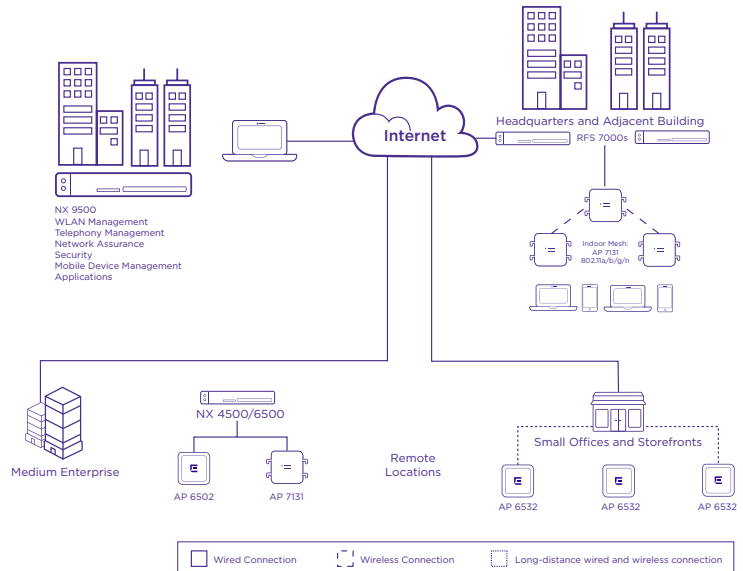 Internet
Headquarters and Adjacent Building
RFS 7000s
NX 9500
WLAN Management
Telephony Management
Network Assurance
Security
Mobile Device Management
Applications
Indoor Mesh:
AP 7131
802.11a/b/g/n
NX 4500/6500
Medium Enterprise
AP 6502
AP 7131
Remote
Locations
Small Offices and Storefronts
AP 6532
AP 6532
AP 6532
Wired Connection
Wireless Connection
Long-distance wired and wireless connection